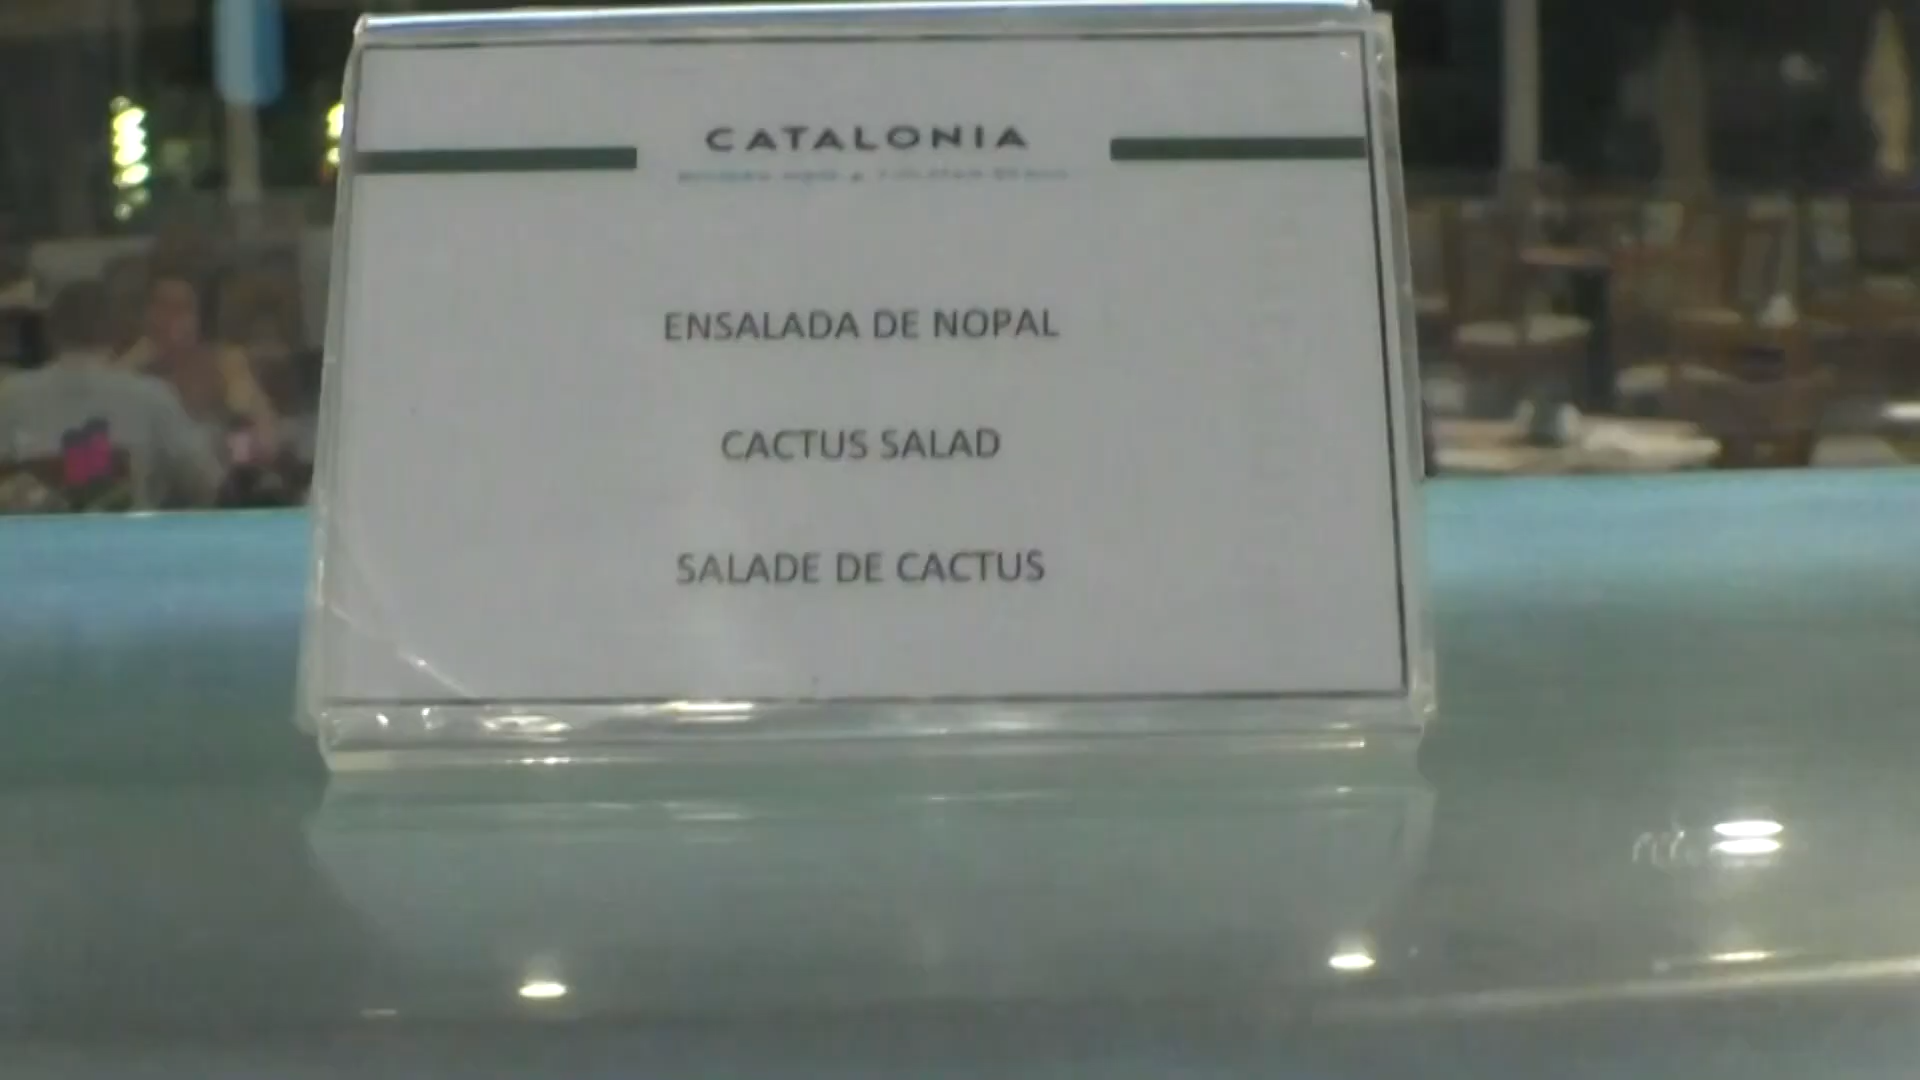 CATALONIA
ENSALADA DE NOPAL
CACTUS SALAD
SALADE DE CACTUS